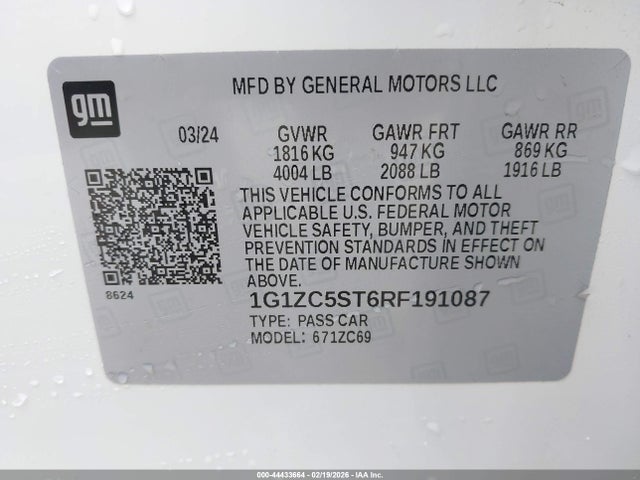 gm
MFD BY GENERAL MOTORS LLC
03/24 GVWR GAWR FRT GAWR RR
1816 KG 947 KG 869 KG
4004 LB 2088 LB 1916 LB
THIS VEHICLE CONFORMS TO ALL
APPLICABLE U.S. FEDERAL MOTOR
VEHICLE SAFETY, BUMPER, AND THEFT
PREVENTION STANDARDS IN EFFECT ON
THE DATE OF MANUFACTURE SHOWN
ABOVE.
8624
1G1ZC5ST6RF191087
TYPE: PASS CAR
MODEL: 671ZC69
000-44433664 - 02/19/2026 - IAA Inc.